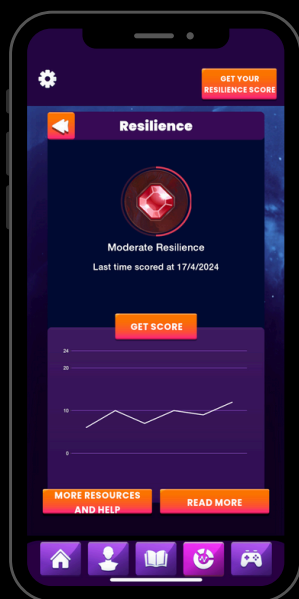 GET YOUR
RESILIENCE SCORE
Resilience
Moderate Resilience
Last time scored at 17/4/2024
GET SCORE
24
20
10
0
MORE RESOURCES
AND HELP
READ MORE